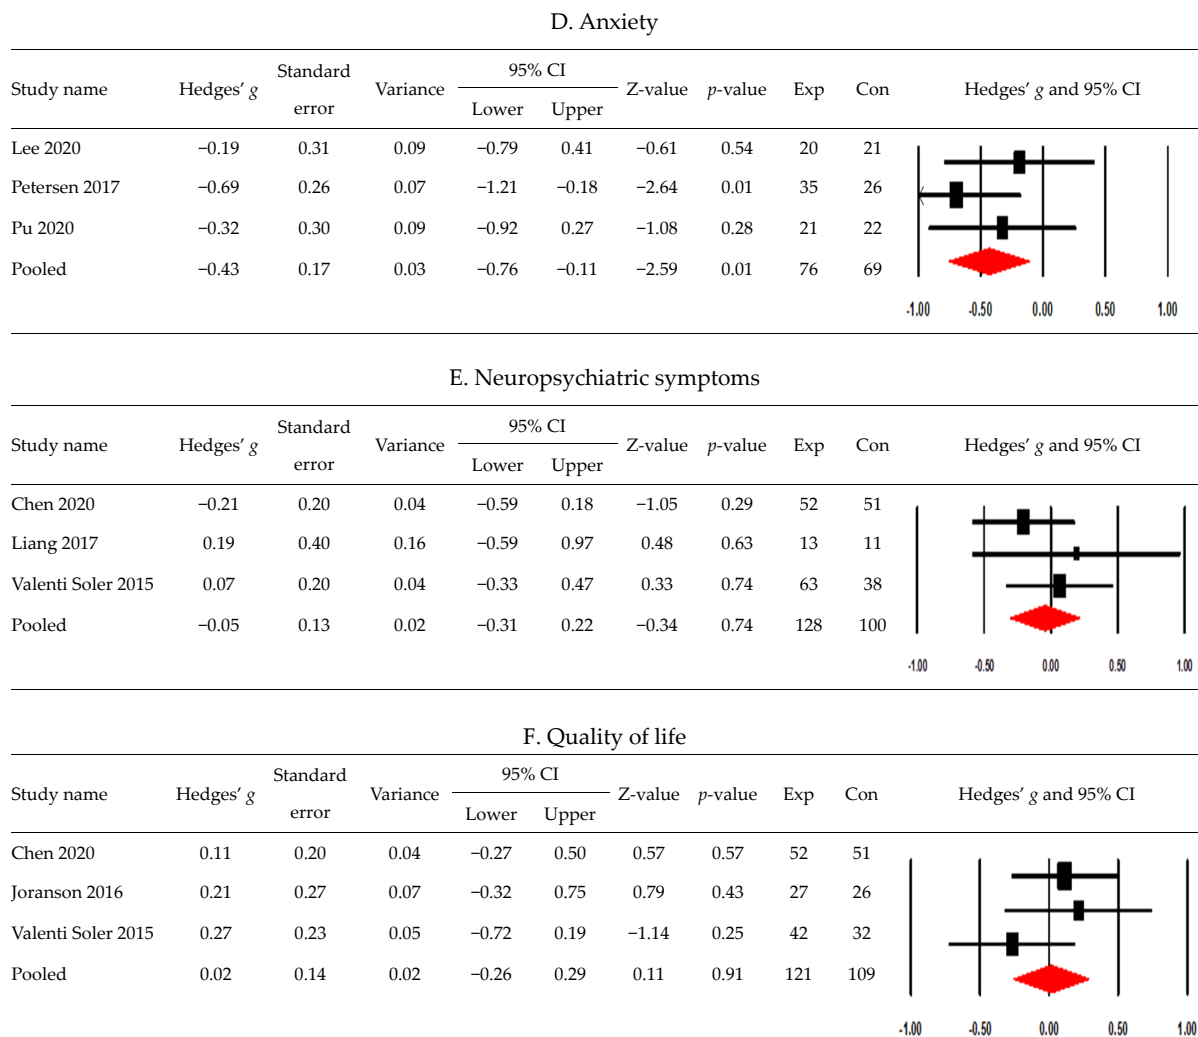 D. Anxiety
Study name Hedges’ g Standard error Variance 95% CI Lower Upper Z-value p-value Exp Con Hedges’ g and 95% CI
Lee 2020 −0.19 0.31 0.09 −0.79 0.41 −0.61 0.54 20 21
Petersen 2017 −0.69 0.26 0.07 −1.21 −0.18 −2.64 0.01 35 26
Pu 2020 −0.32 0.30 0.09 −0.92 0.27 −1.08 0.28 21 22
Pooled −0.43 0.17 0.03 −0.76 −0.11 −2.59 0.01 76 69
-1.00 -0.50 0.00 0.50 1.00
E. Neuropsychiatric symptoms
Study name Hedges’ g Standard error Variance 95% CI Lower Upper Z-value p-value Exp Con Hedges’ g and 95% CI
Chen 2020 −0.21 0.20 0.04 −0.59 0.18 −1.05 0.29 52 51
Liang 2017 0.19 0.40 0.16 −0.59 0.97 0.48 0.63 13 11
Valenti Soler 2015 0.07 0.20 0.04 −0.33 0.47 0.33 0.74 63 38
Pooled −0.05 0.13 0.02 −0.31 0.22 −0.34 0.74 128 100
-1.00 -0.50 0.00 0.50 1.00
F. Quality of life
Study name Hedges’ g Standard error Variance 95% CI Lower Upper Z-value p-value Exp Con Hedges’ g and 95% CI
Chen 2020 0.11 0.20 0.04 −0.27 0.50 0.57 0.57 52 51
Joranson 2016 0.21 0.27 0.07 −0.32 0.75 0.79 0.43 27 26
Valenti Soler 2015 0.27 0.23 0.05 −0.72 0.19 −1.14 0.25 42 32
Pooled 0.02 0.14 0.02 −0.26 0.29 0.11 0.91 121 109
-1.00 -0.50 0.00 0.50 1.00